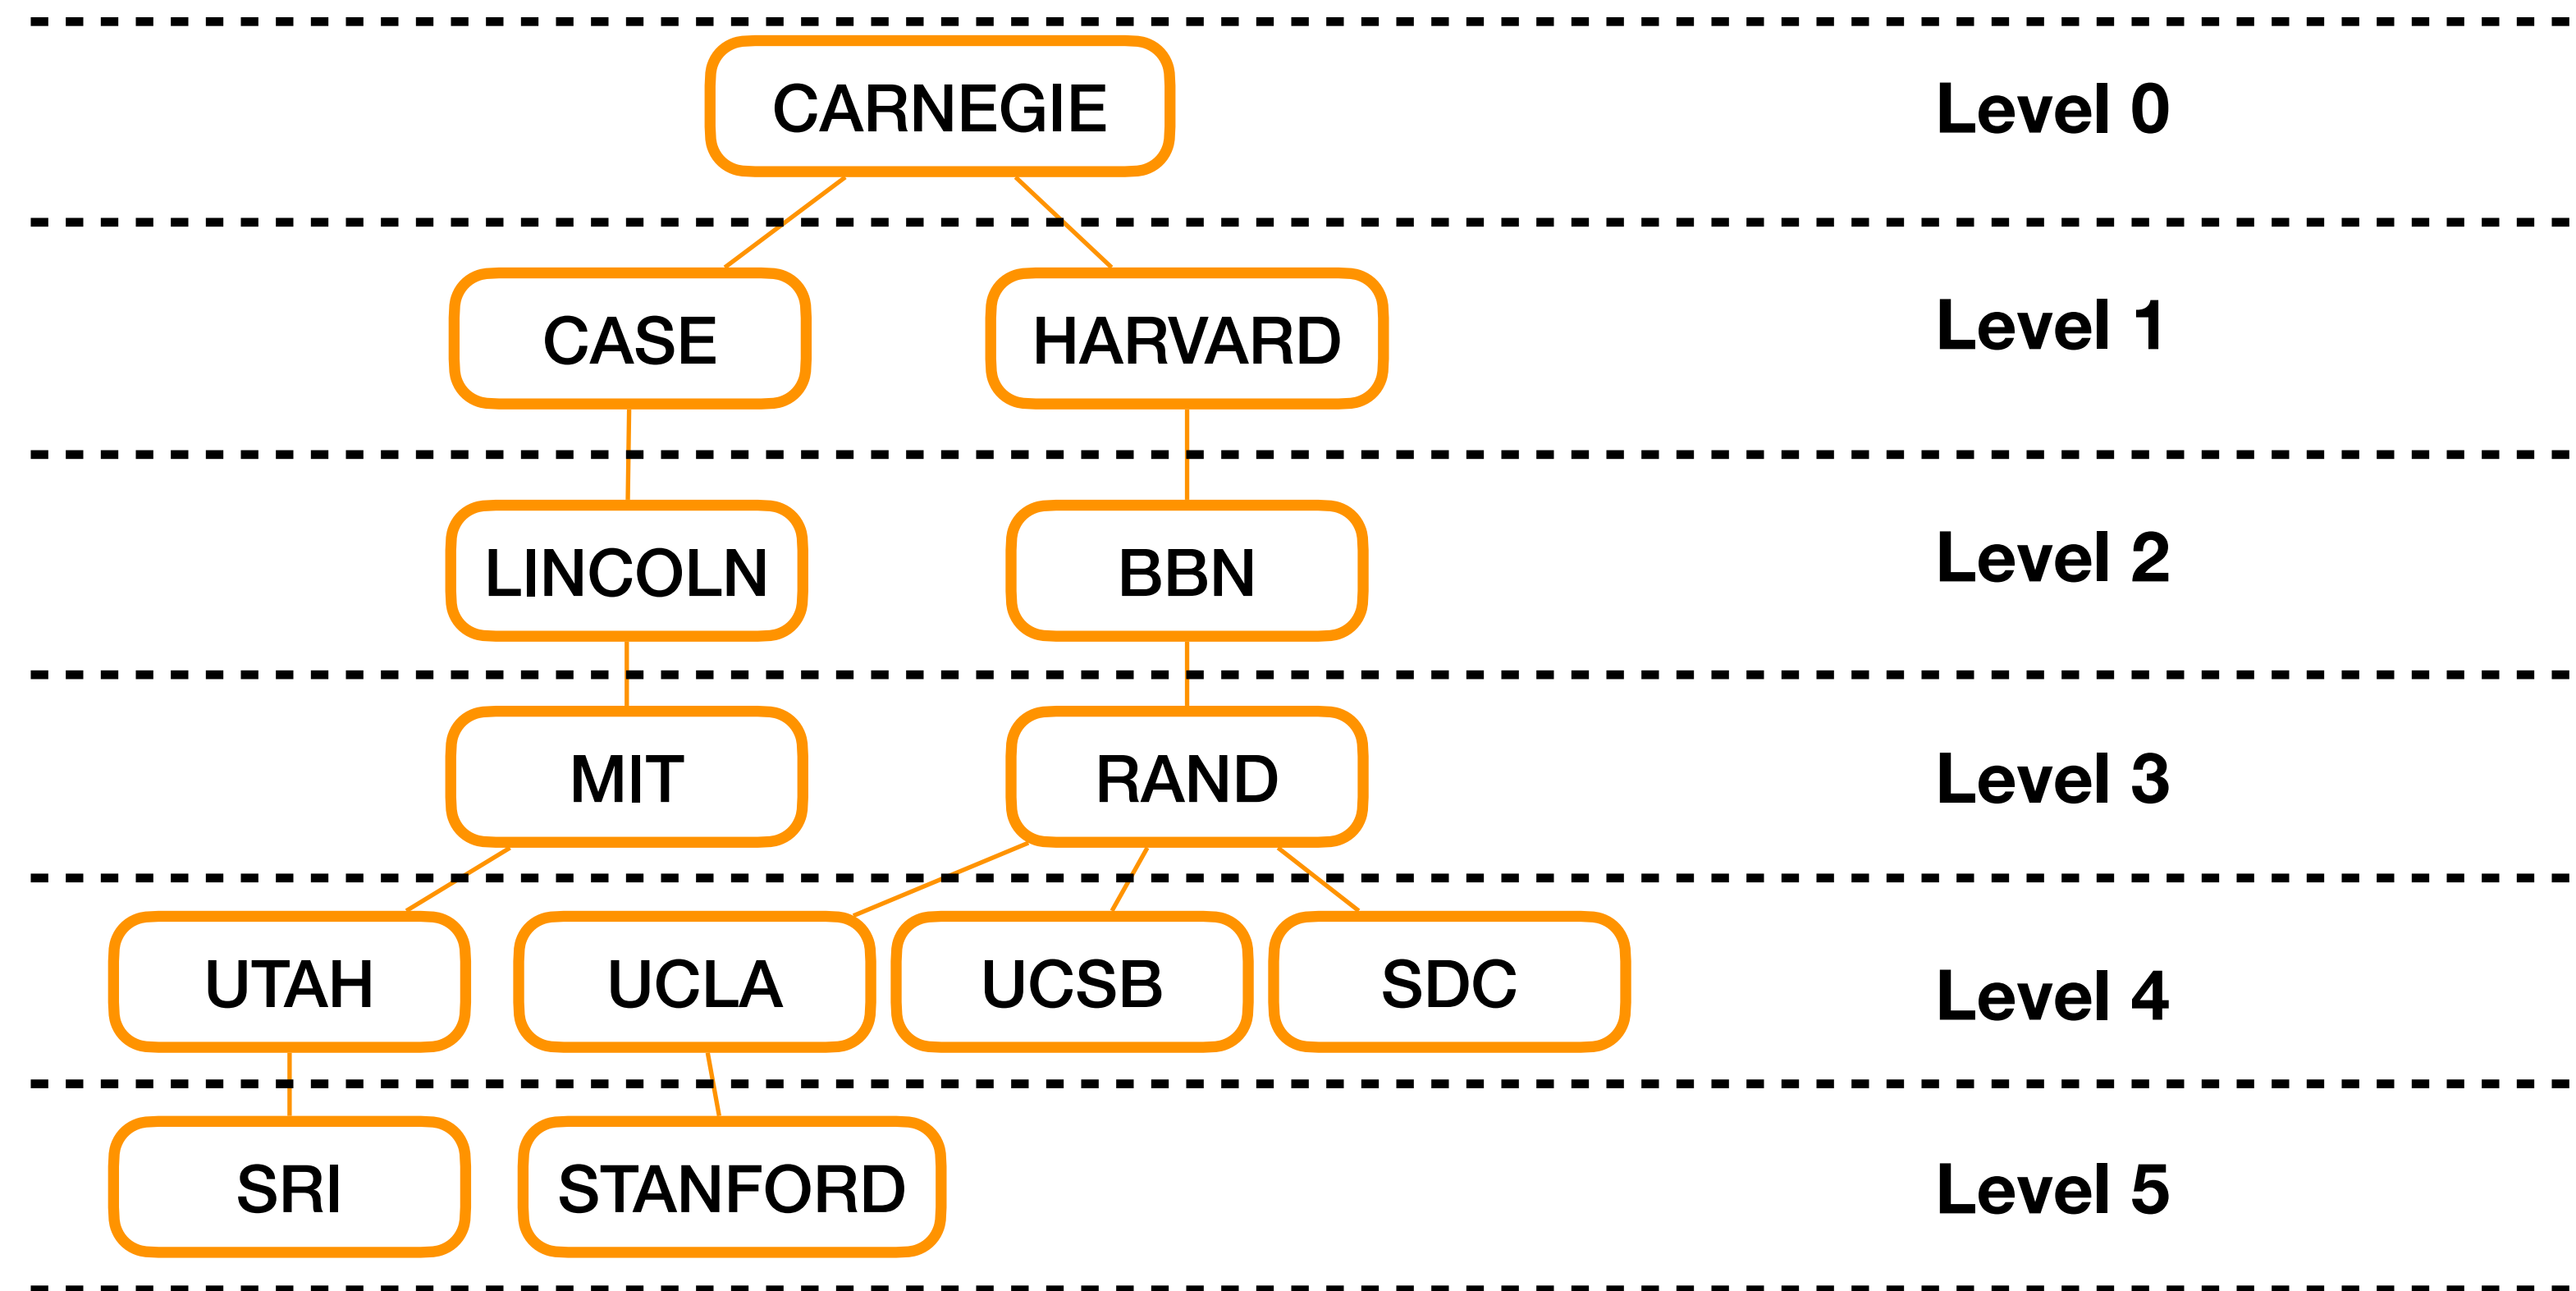 CARNEGIE
Level 0
CASE
HARVARD
Level 1
LINCOLN
BBN
Level 2
MIT
RAND
Level 3
UTAH
UCLA
UCSB
SDC
Level 4
SRI
STANFORD
Level 5